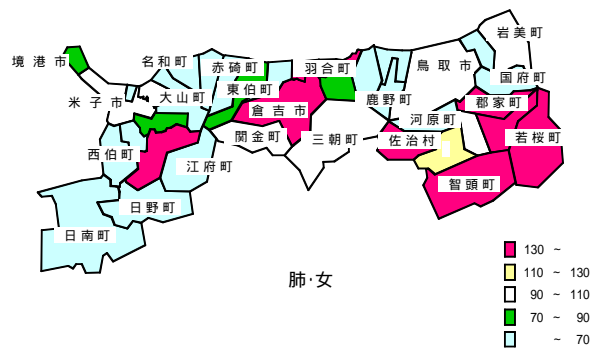 岩美町
境港市
名和町
赤碕町
羽合町
鳥取市
国府町
東伯町
米子市
大山町
鹿野町
郡家町
倉吉市
河原町
関金町
三朝町
佐治村
若桜町
西伯町
江府町
智頭町
日野町
日南町
肺・女
130 ~
110 ~ 130
90 ~ 110
70 ~ 90
~ 70